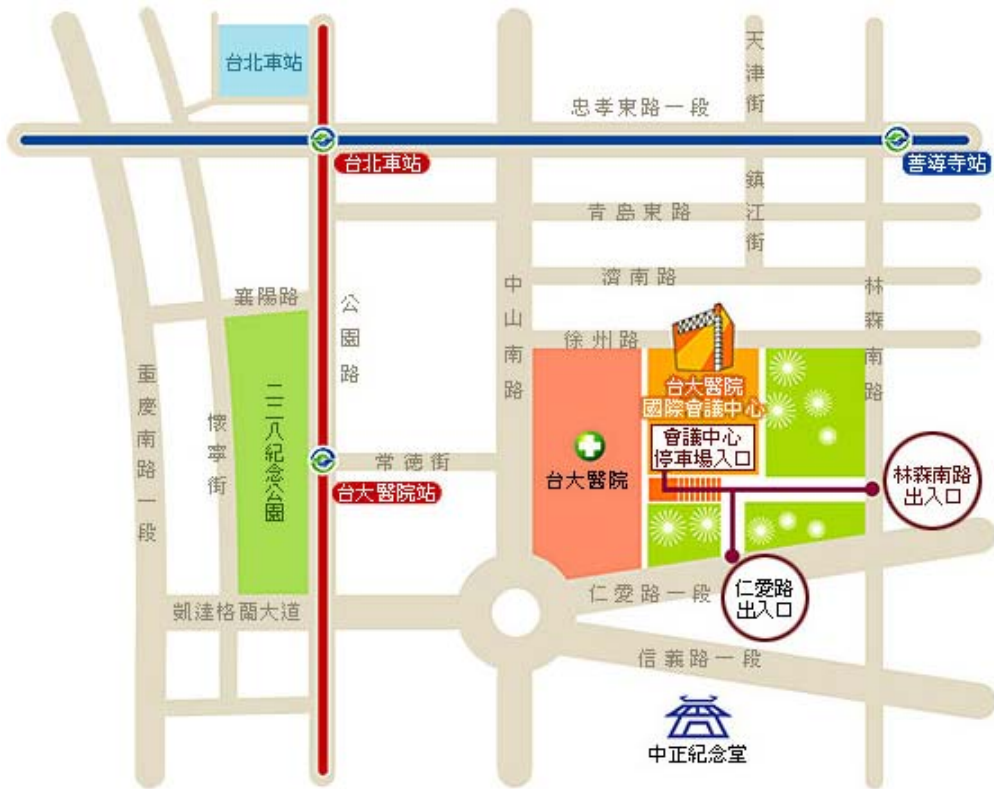 台北車站
天津街
忠孝東路一段
台北車站
善導寺站
鎮江街
青島東路
濟南路
襄陽路
公園路
中山南路
林森南路
徐州路
台大醫院
國際會議中心
重慶南路一段
懷寧街
二二八紀念公園
會議中心
停車場入口
常德街
台大醫院
台大醫院站
林森南路
出入口
仁愛路一段
仁愛路
出入口
凱達格蘭大道
信義路一段
中正紀念堂